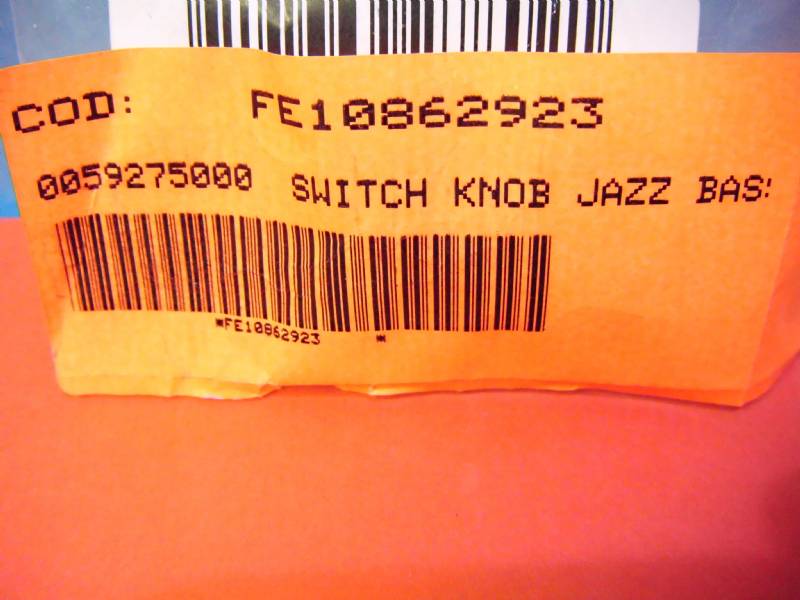 COD: FE10862923
0059275000 SWITCH KNOB JAZZ BAS
*FE10862923 *